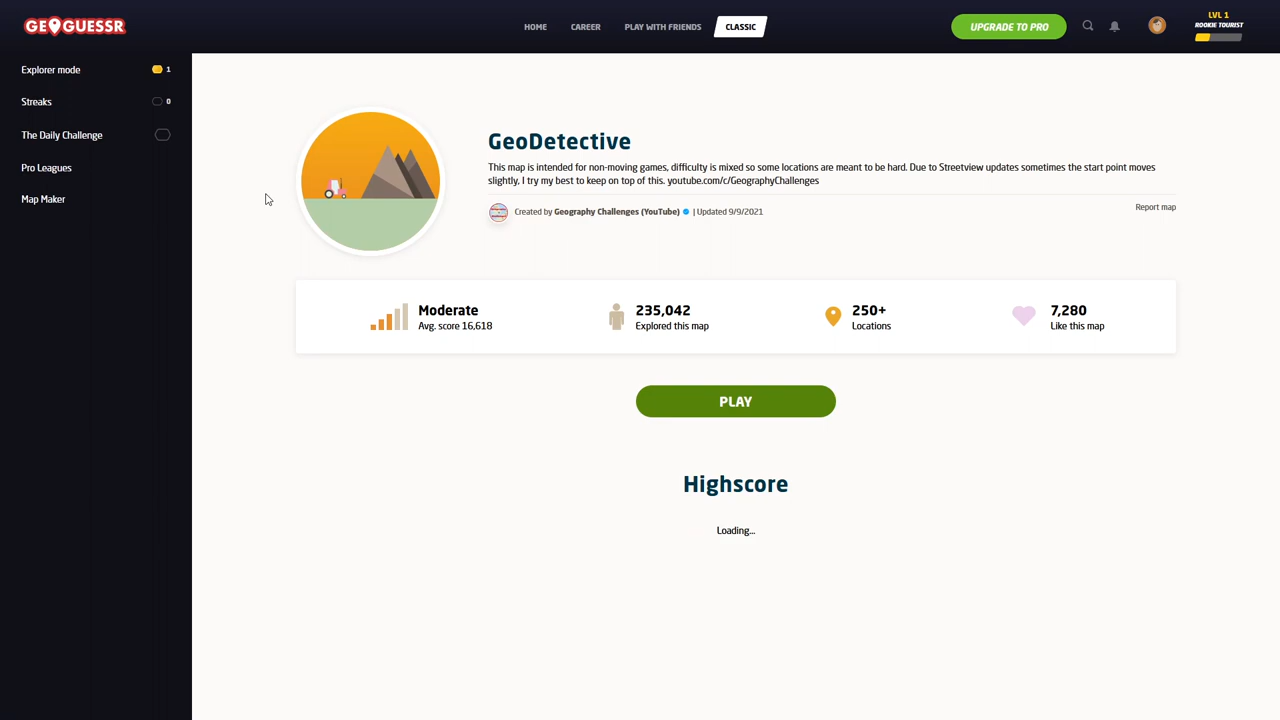 GEOGUESSR
HOME CAREER PLAY WITH FRIENDS CLASSIC
UPGRADE TO PRO
LVL 1
ROOKIE TOURIST
Explorer mode 1
Streaks 0
The Daily Challenge
Pro Leagues
Map Maker
GeoDetective
This map is intended for non-moving games, difficulty is mixed so some locations are meant to be hard. Due to Streetview updates sometimes the start point moves
slightly, I try my best to keep on top of this. youtube.com/c/GeographyChallenges
Created by Geography Challenges (YouTube) | Updated 9/9/2021
Report map
Moderate
Avg. score 16,618
235,042
Explored this map
250+
Locations
7,280
Like this map
PLAY
Highscore
Loading...